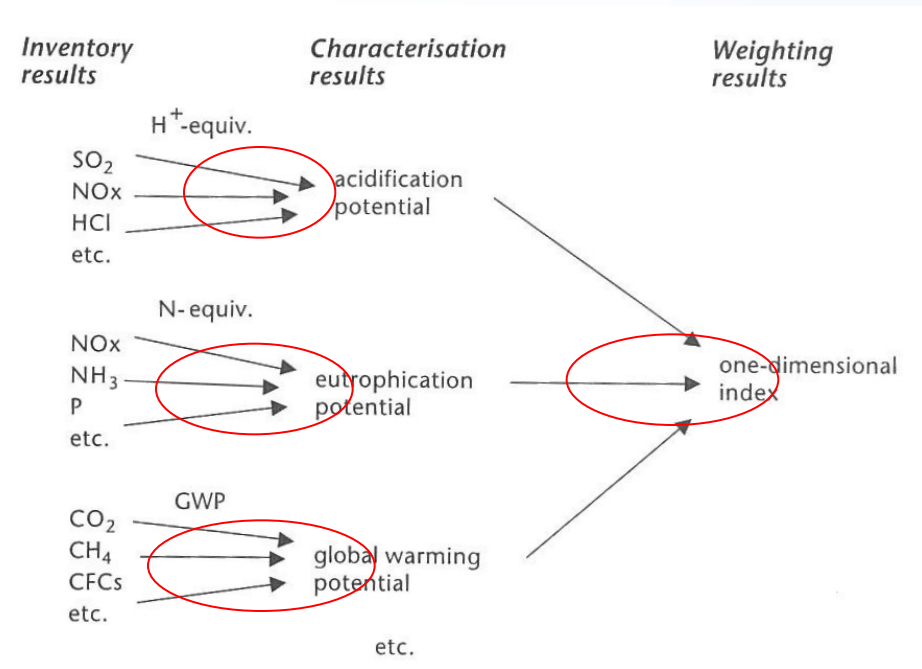 Inventory
results
Characterisation
results
Weighting
results
H⁺-equiv.
SO₂
NOx
HCl
etc.
acidification
potential
N-equiv.
NOx
NH₃
P
etc.
eutrophication
potential
one-dimensional
index
GWP
CO₂
CH₄
CFCs
etc.
global warming
potential
etc.